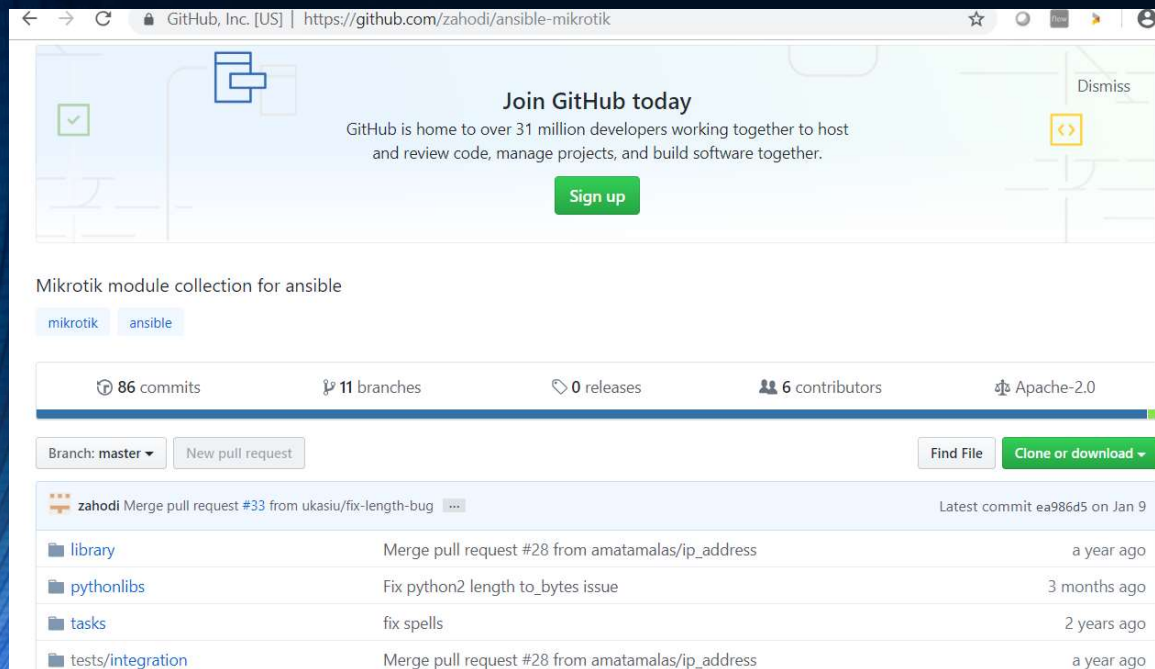 GitHub, Inc. [US] | https://github.com/zahodi/ansible-mikrotik
flow
Dismiss
Join GitHub today
GitHub is home to over 31 million developers working together to host
and review code, manage projects, and build software together.
Sign up
Mikrotik module collection for ansible
mikrotik ansible
86 commits 11 branches 0 releases 6 contributors Apache-2.0
Branch: master New pull request Find File Clone or download
zahodi Merge pull request #33 from ukasiu/fix-length-bug ... Latest commit ea986d5 on Jan 9
library Merge pull request #28 from amatamalas/ip_address a year ago
pythonlibs Fix python2 length to_bytes issue 3 months ago
tasks fix spells 2 years ago
tests/integration Merge pull request #28 from amatamalas/ip_address a year ago